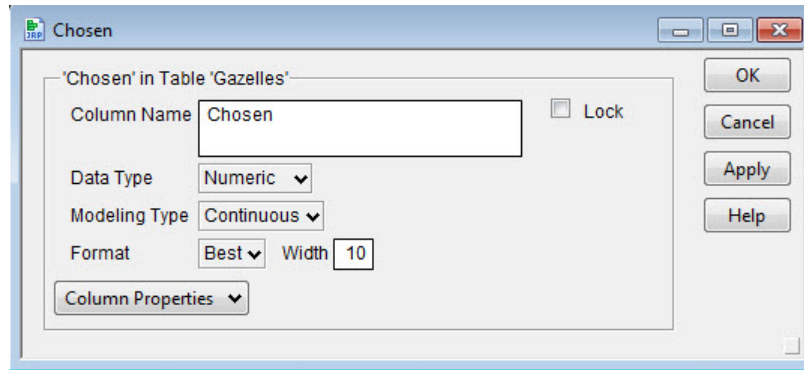 JRP Chosen
'Chosen' in Table 'Gazelles'
Column Name Chosen Lock
Data Type Numeric
Modeling Type Continuous
Format Best Width 10
Column Properties
OK
Cancel
Apply
Help